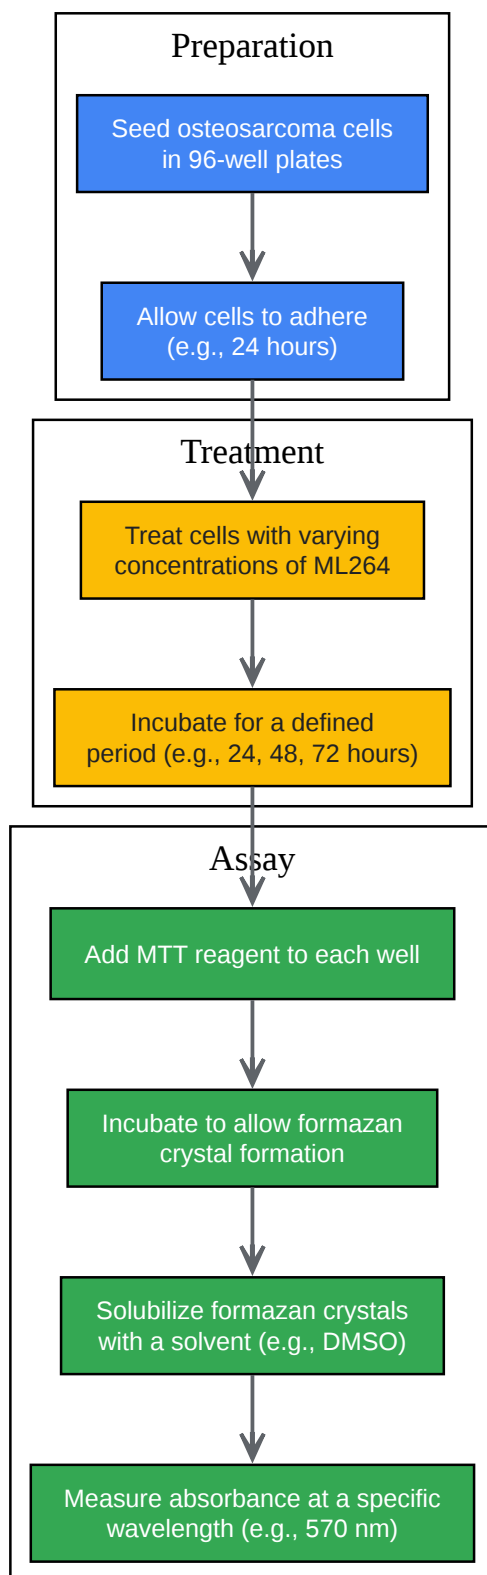 Preparation
Seed osteosarcoma cells
in 96-well plates
Allow cells to adhere
(e.g., 24 hours)
Treatment
Treat cells with varying
concentrations of ML264
Incubate for a defined
period (e.g., 24, 48, 72 hours)
Assay
Add MTT reagent to each well
Incubate to allow formazan
crystal formation
Solubilize formazan crystals
with a solvent (e.g., DMSO)
Measure absorbance at a specific
wavelength (e.g., 570 nm)